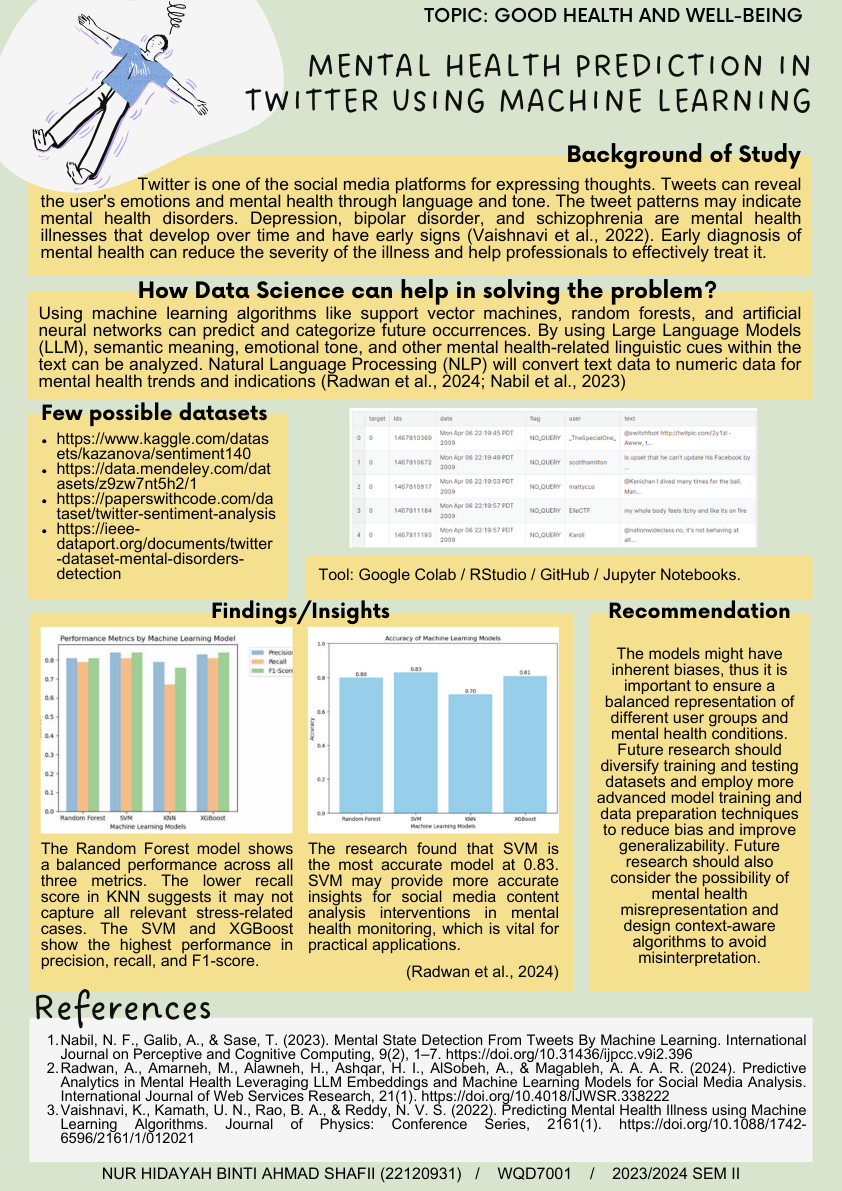 TOPIC: GOOD HEALTH AND WELL-BEING
MENTAL HEALTH PREDICTION IN
TWITTER USING MACHINE LEARNING
Background of Study
Twitter is one of the social media platforms for expressing thoughts. Tweets can reveal
the user's emotions and mental health through language and tone. The tweet patterns may indicate
mental health disorders. Depression, bipolar disorder, and schizophrenia are mental health
illnesses that develop over time and have early signs (Vaishnavi et al., 2022). Early diagnosis of
mental health can reduce the severity of the illness and help professionals to effectively treat it.
How Data Science can help in solving the problem?
Using machine learning algorithms like support vector machines, random forests, and artificial
neural networks can predict and categorize future occurrences. By using Large Language Models
(LLM), semantic meaning, emotional tone, and other mental health-related linguistic cues within the
text can be analyzed. Natural Language Processing (NLP) will convert text data to numeric data for
mental health trends and indications (Radwan et al., 2024; Nabil et al., 2023)
Few possible datasets
• https://www.kaggle.com/datas
ets/kazanova/sentiment140
• https://data.mendeley.com/dat
asets/z9zw7nt5h2/1
• https://paperswithcode.com/da
taset/twitter-sentiment-analysis
• https://ieee-
dataport.org/documents/twitter
-dataset-mental-disorders-
detection
target ids date flag user text
0 0 1467810369 Mon Apr 06 22:19:45 PDT 2009 NO_QUERY _TheSpecialOne_ @switchfoot http://twitpic.com/2y1zl - Awww, t...
1 0 1467810672 Mon Apr 06 22:19:49 PDT 2009 NO_QUERY scotthamilton is upset that he can't update his Facebook by ...
2 0 1467810917 Mon Apr 06 22:19:53 PDT 2009 NO_QUERY mattycus @Kenichan I dived many times for the ball. Man...
3 0 1467811184 Mon Apr 06 22:19:57 PDT 2009 NO_QUERY ElleCTF my whole body feels itchy and like its on fire
4 0 1467811193 Mon Apr 06 22:19:57 PDT 2009 NO_QUERY Karoli @nationwideclass no, it's not behaving at all....
Tool: Google Colab / RStudio / GitHub / Jupyter Notebooks.
Findings/Insights
Performance Metrics by Machine Learning Model
Precision
Recall
F1-Score
0.8
0.7
0.6
0.5
0.4
0.3
0.2
0.1
0.0
Random Forest SVM KNN XGBoost
Machine Learning Models
Accuracy of Machine Learning Models
Accuracy
1.0
0.8
0.6
0.4
0.2
0.0
0.80 0.83 0.70 0.81
Random Forest SVM KNN XGBoost
Machine Learning Models
The Random Forest model shows
a balanced performance across all
three metrics. The lower recall
score in KNN suggests it may not
capture all relevant stress-related
cases. The SVM and XGBoost
show the highest performance in
precision, recall, and F1-score.
The research found that SVM is
the most accurate model at 0.83.
SVM may provide more accurate
insights for social media content
analysis interventions in mental
health monitoring, which is vital for
practical applications.
(Radwan et al., 2024)
Recommendation
The models might have
inherent biases, thus it is
important to ensure a
balanced representation of
different user groups and
mental health conditions.
Future research should
diversify training and testing
datasets and employ more
advanced model training and
data preparation techniques
to reduce bias and improve
generalizability. Future
research should also
consider the possibility of
mental health
misrepresentation and
design context-aware
algorithms to avoid
misinterpretation.
References
1. Nabil, N. F., Galib, A., & Sase, T. (2023). Mental State Detection From Tweets By Machine Learning. International
Journal on Perceptive and Cognitive Computing, 9(2), 1–7. https://doi.org/10.31436/ijpcc.v9i2.396
2. Radwan, A., Amarneh, M., Alawneh, H., Ashqar, H. I., AlSobeh, A., & Magableh, A. A. A. R. (2024). Predictive
Analytics in Mental Health Leveraging LLM Embeddings and Machine Learning Models for Social Media Analysis.
International Journal of Web Services Research, 21(1). https://doi.org/10.4018/IJWSR.338222
3. Vaishnavi, K., Kamath, U. N., Rao, B. A., & Reddy, N. V. S. (2022). Predicting Mental Health Illness using Machine
Learning Algorithms. Journal of Physics: Conference Series, 2161(1). https://doi.org/10.1088/1742-
6596/2161/1/012021
NUR HIDAYAH BINTI AHMAD SHAFII (22120931) / WQD7001 / 2023/2024 SEM II